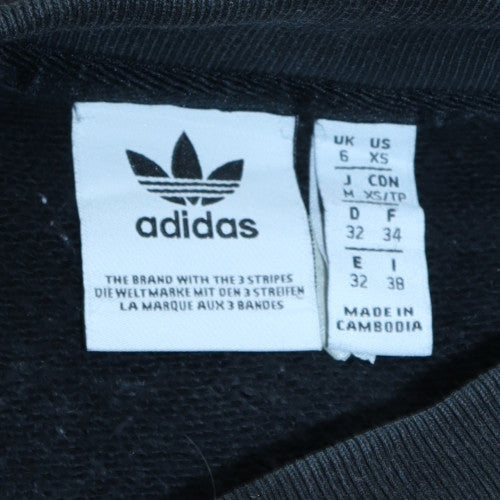 adidas
THE BRAND WITH THE 3 STRIPES
DIE WELTMARKE MIT DEN 3 STREIFEN
LA MARQUE AUX 3 BANDES
UK US
6 XS
J CDN
M XS/TP
D F
32 34
E I
32 38
MADE IN
CAMBODIA